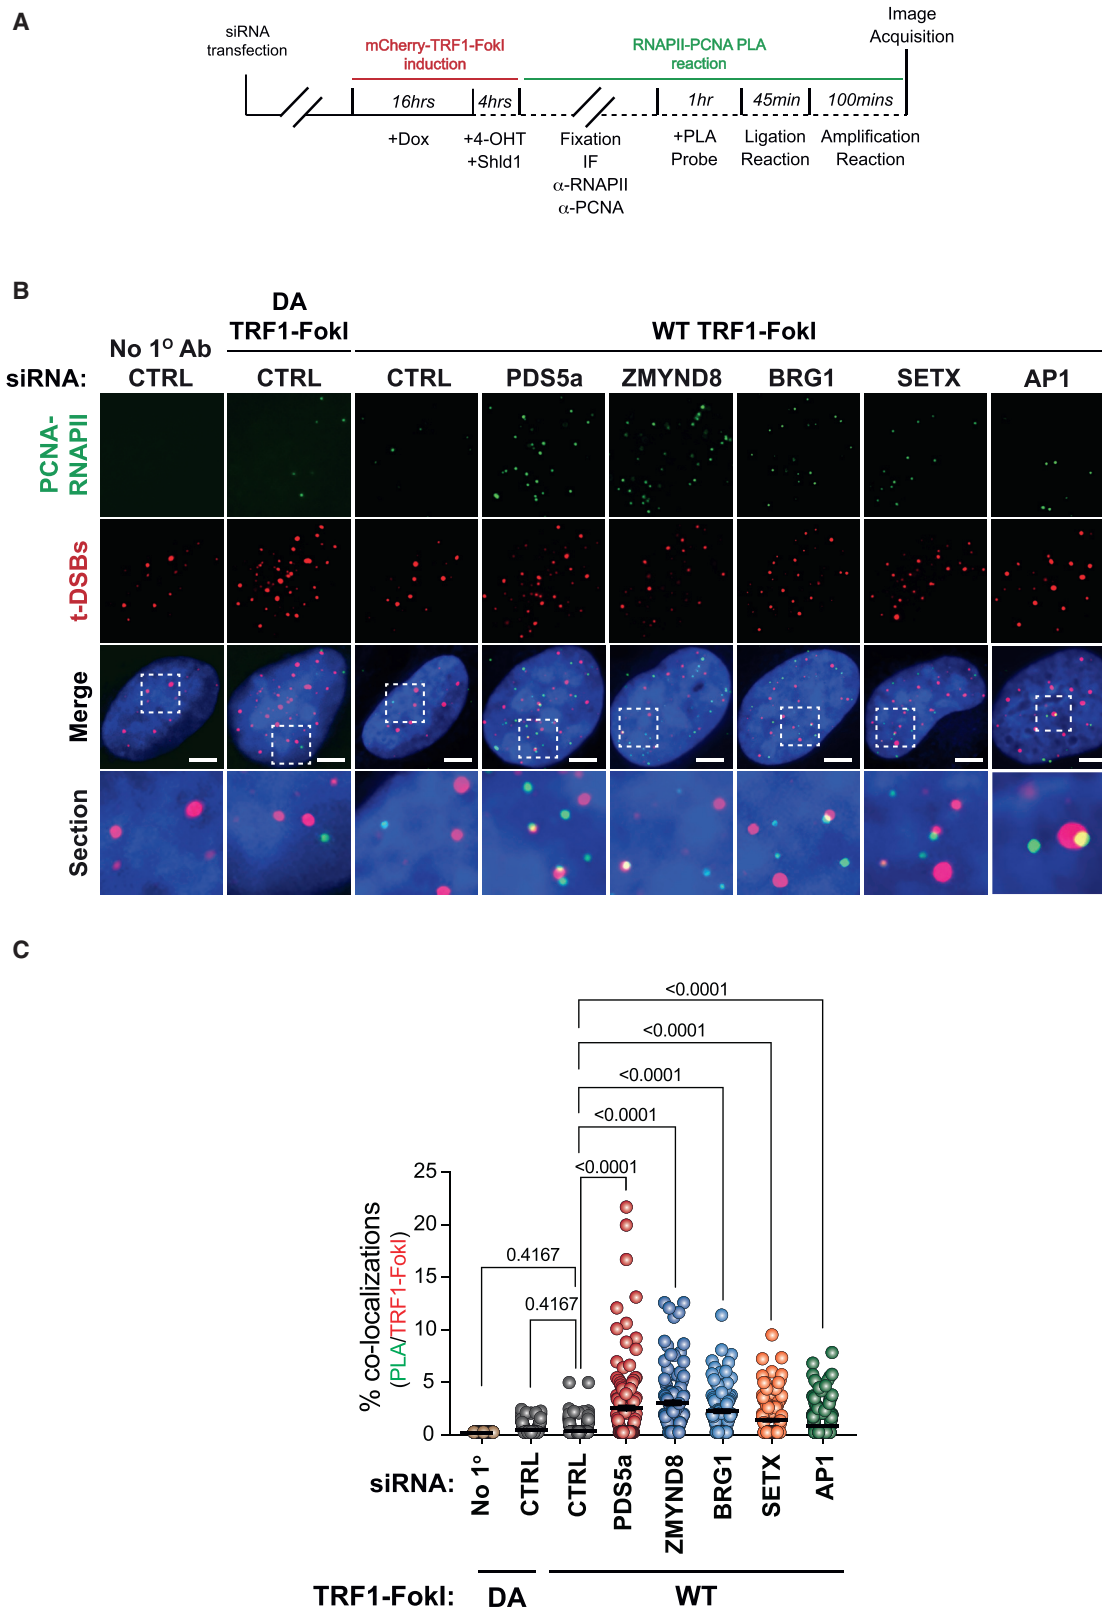 A
siRNA
transfection
mCherry-TRF1-FokI
induction
RNAPII-PCNA PLA
reaction
Image
Acquisition
16hrs
4hrs
1hr
45min
100mins
+Dox
+4-OHT
+Shld1
Fixation
IF
α-RNAPII
α-PCNA
+PLA
Probe
Ligation
Reaction
Amplification
Reaction
B
No 1º Ab
DA
TRF1-FokI
WT TRF1-FokI
siRNA: CTRL CTRL CTRL PDS5a ZMYND8 BRG1 SETX AP1
PCNA-
RNAPII
t-DSBs
Merge
Section
C
<0.0001
<0.0001
<0.0001
<0.0001
<0.0001
0.4167
0.4167
% co-localizations
(PLA/TRF1-FokI)
25
20
15
10
5
0
siRNA: No 1º CTRL CTRL PDS5a ZMYND8 BRG1 SETX AP1
TRF1-FokI: DA WT